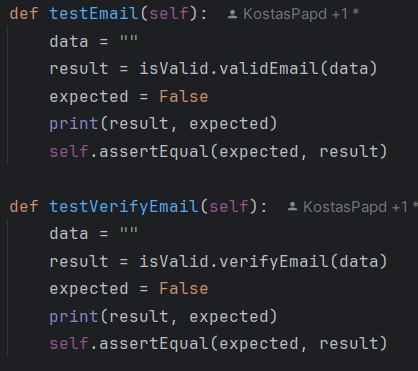 def testEmail(self): KostasPapd +1 *
    data = ""
    result = isValid.validEmail(data)
    expected = False
    print(result, expected)
    self.assertEqual(expected, result)

def testVerifyEmail(self): KostasPapd +1 *
    data = ""
    result = isValid.verifyEmail(data)
    expected = False
    print(result, expected)
    self.assertEqual(expected, result)